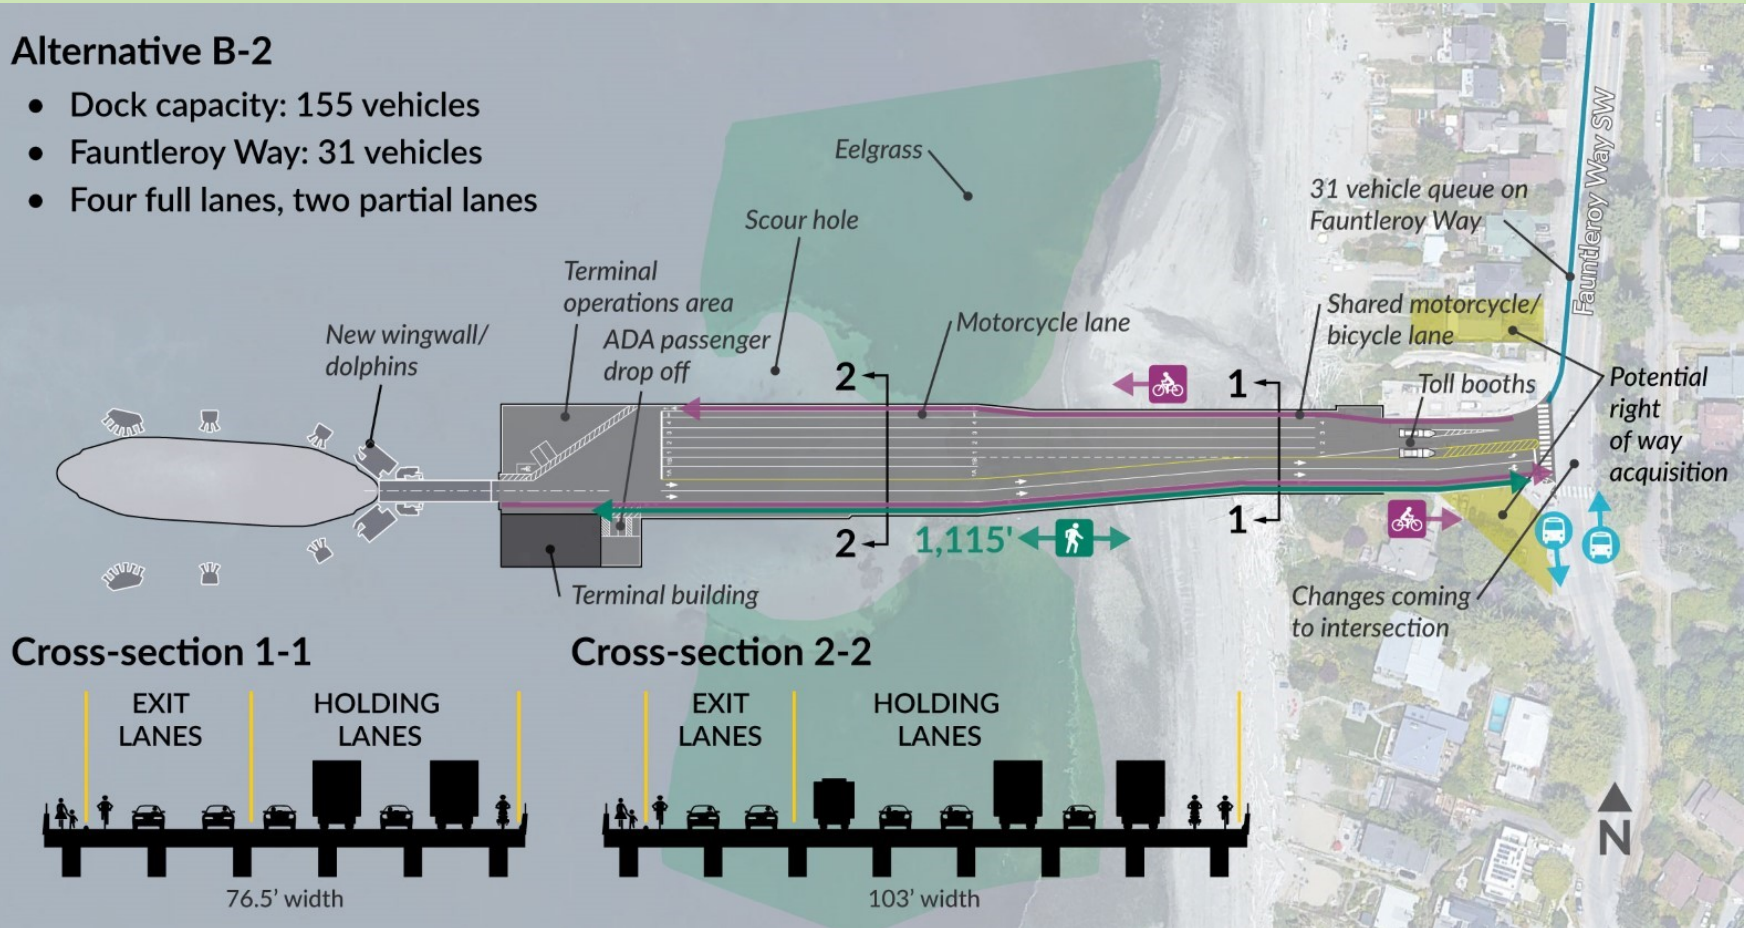 Alternative B-2
• Dock capacity: 155 vehicles
• Fauntleroy Way: 31 vehicles
• Four full lanes, two partial lanes
Eelgrass
Scour hole
Terminal
operations area
New wingwall/
dolphins
ADA passenger
drop off
Motorcycle lane
31 vehicle queue on
Fauntleroy Way
Fauntleroy Way SW
Shared motorcycle/
bicycle lane
Toll booths
Potential
right
of way
acquisition
2
1
2
1
1,115'
Terminal building
Changes coming
to intersection
Cross-section 1-1
EXIT
LANES
HOLDING
LANES
76.5’ width
Cross-section 2-2
EXIT
LANES
HOLDING
LANES
103’ width
N